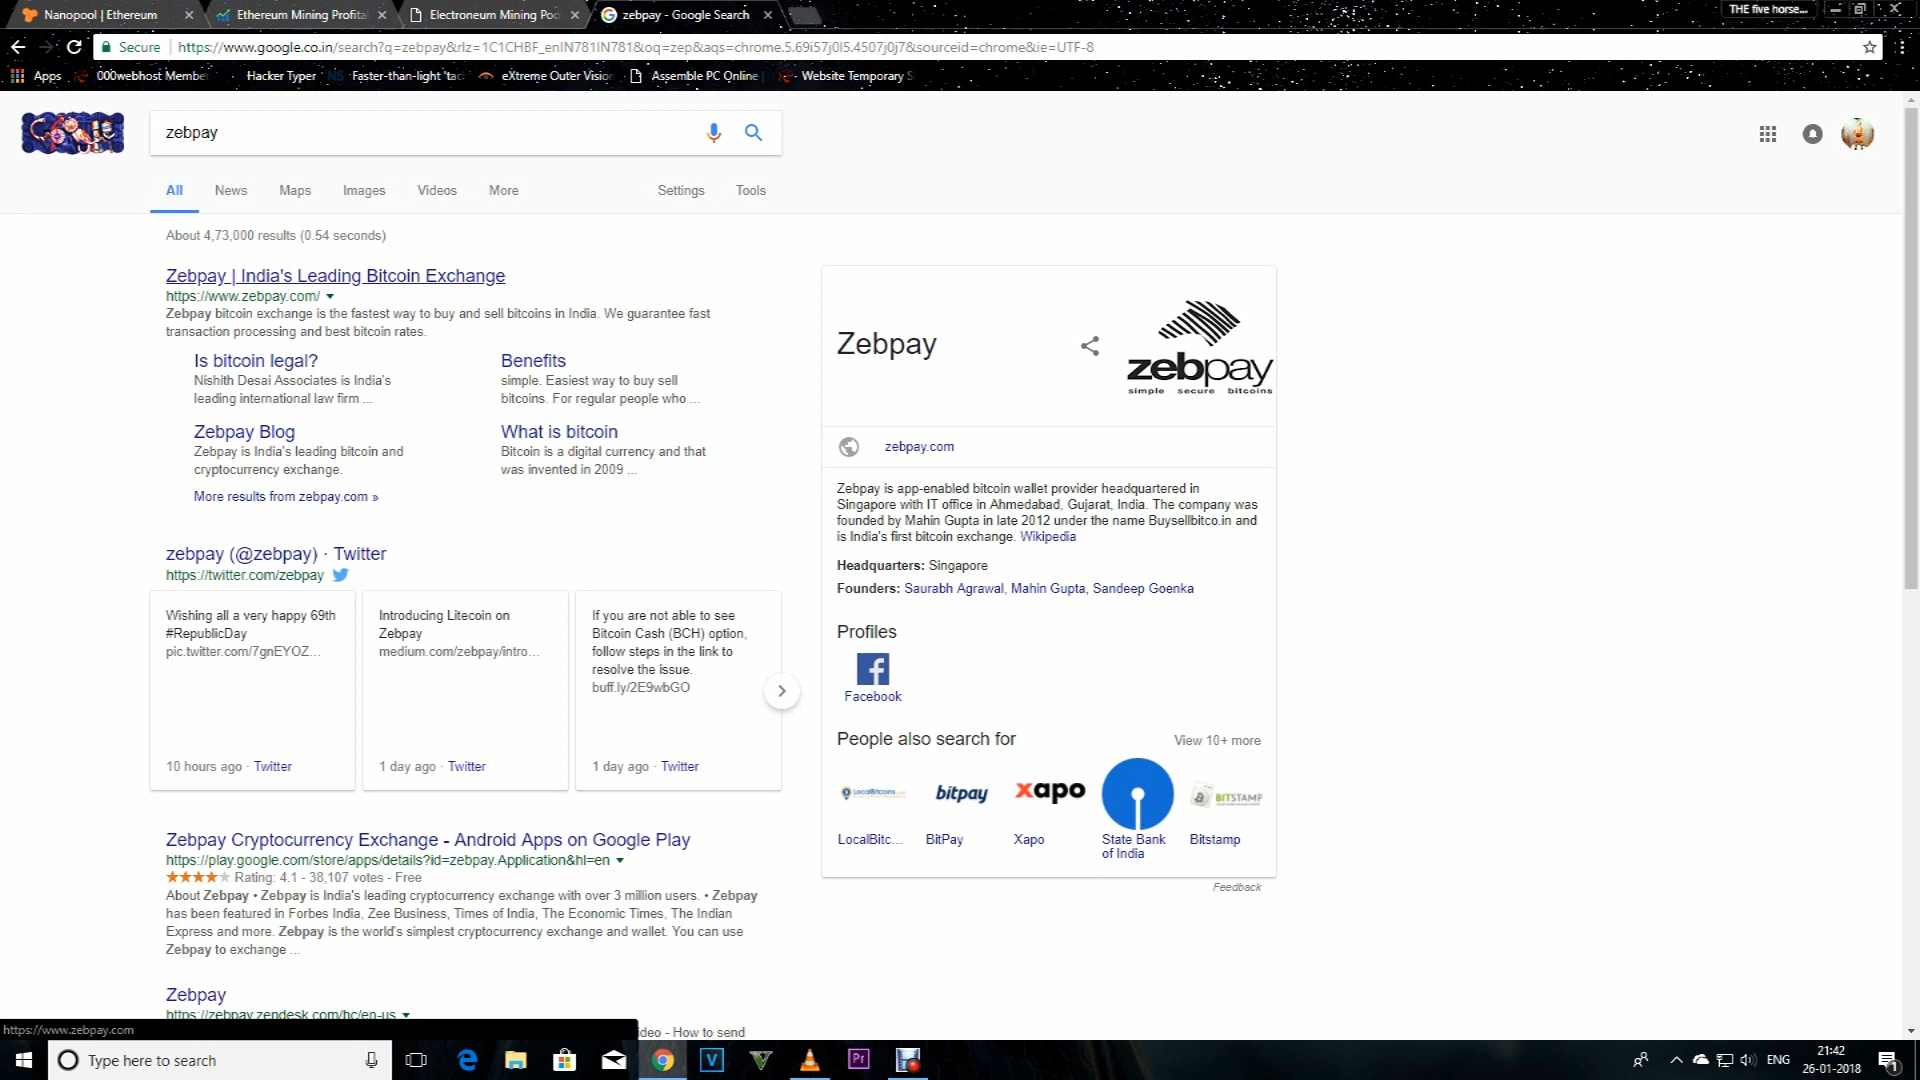 Nanopool | Ethereum
Ethereum Mining Profita
Electroneum Mining Poo
zebpay - Google Search
THE five horse...
Secure
https://www.google.co.in/search?q=zebpay&rlz=1C1CHBF_enIN781IN781&oq=zep&aqs=chrome.5.69i57j0l5.4507j0j7&sourceid=chrome&ie=UTF-8
Apps
000webhost Membe
Hacker Typer
Faster-than-light 'tac
eXtreme Outer Vision
Assemble PC Online
Website Temporary S
zebpay
All
News
Maps
Images
Videos
More
Settings
Tools
About 4,73,000 results (0.54 seconds)
Zebpay | India's Leading Bitcoin Exchange
https://www.zebpay.com/
Zebpay bitcoin exchange is the fastest way to buy and sell bitcoins in India. We guarantee fast
transaction processing and best bitcoin rates.
Is bitcoin legal?
Nishith Desai Associates is India's
leading international law firm ...
Benefits
simple. Easiest way to buy sell
bitcoins. For regular people who ...
Zebpay Blog
Zebpay is India's leading bitcoin and
cryptocurrency exchange.
What is bitcoin
Bitcoin is a digital currency and that
was invented in 2009 ...
More results from zebpay.com »
zebpay (@zebpay) · Twitter
https://twitter.com/zebpay
Wishing all a very happy 69th
#RepublicDay
pic.twitter.com/7gnEYOZ...
10 hours ago · Twitter
Introducing Litecoin on
Zebpay
medium.com/zebpay/intro...
1 day ago · Twitter
If you are not able to see
Bitcoin Cash (BCH) option,
follow steps in the link to
resolve the issue.
buff.ly/2E9wbGO
1 day ago · Twitter
Zebpay Cryptocurrency Exchange - Android Apps on Google Play
https://play.google.com/store/apps/details?id=zebpay.Application&hl=en
Rating: 4.1 - 38,107 votes - Free
About Zebpay • Zebpay is India's leading cryptocurrency exchange with over 3 million users. • Zebpay
has been featured in Forbes India, Zee Business, Times of India, The Economic Times, The Indian
Express and more. Zebpay is the world's simplest cryptocurrency exchange and wallet. You can use
Zebpay to exchange ...
Zebpay
https://zebpay.zendesk.com/hc/en-us
ideo - How to send
https://www.zebpay.com
Zebpay
zebpay
simple secure bitcoins
zebpay.com
Zebpay is app-enabled bitcoin wallet provider headquartered in
Singapore with IT office in Ahmedabad, Gujarat, India. The company was
founded by Mahin Gupta in late 2012 under the name Buysellbitco.in and
is India's first bitcoin exchange. Wikipedia
Headquarters: Singapore
Founders: Saurabh Agrawal, Mahin Gupta, Sandeep Goenka
Profiles
Facebook
People also search for
View 10+ more
LocalBitcoins.com
bitpay
xapo
BITSTAMP
LocalBitc...
BitPay
Xapo
State Bank
of India
Bitstamp
Feedback
Type here to search
V
Pr
ENG
21:42
26-01-2018
1